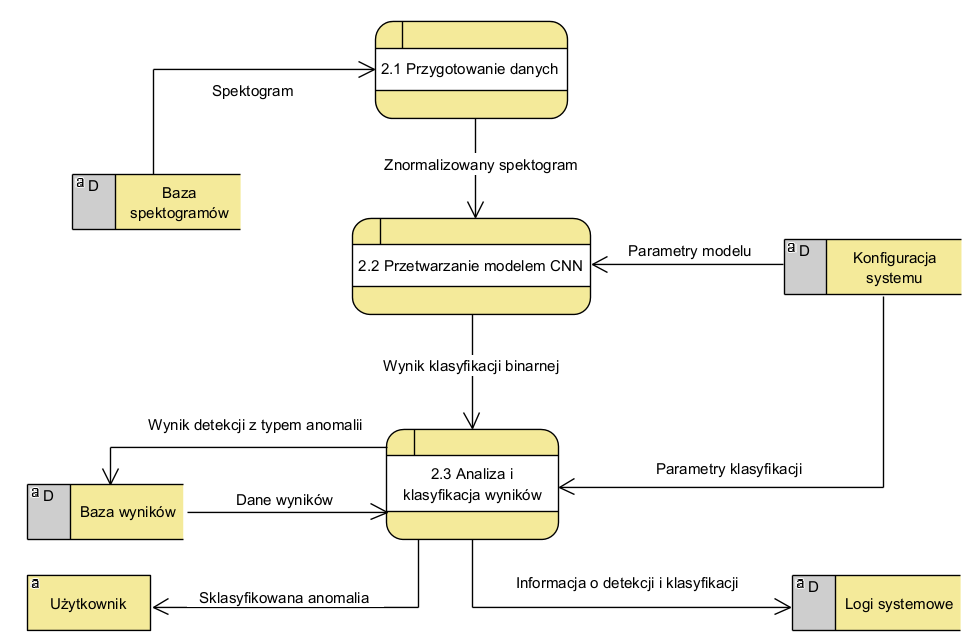 2.1 Przygotowanie danych
Spektogram
Znormalizowany spektogram
a D
Baza
spektogramów
2.2 Przetwarzanie modelem CNN
Parametry modelu
a D
Konfiguracja
systemu
Wynik klasyfikacji binarnej
Wynik detekcji z typem anomalii
2.3 Analiza i
klasyfikacja wyników
Parametry klasyfikacji
a D
Baza wyników
Dane wyników
a
Użytkownik
Sklasyfikowana anomalia
Informacja o detekcji i klasyfikacji
a D
Logi systemowe